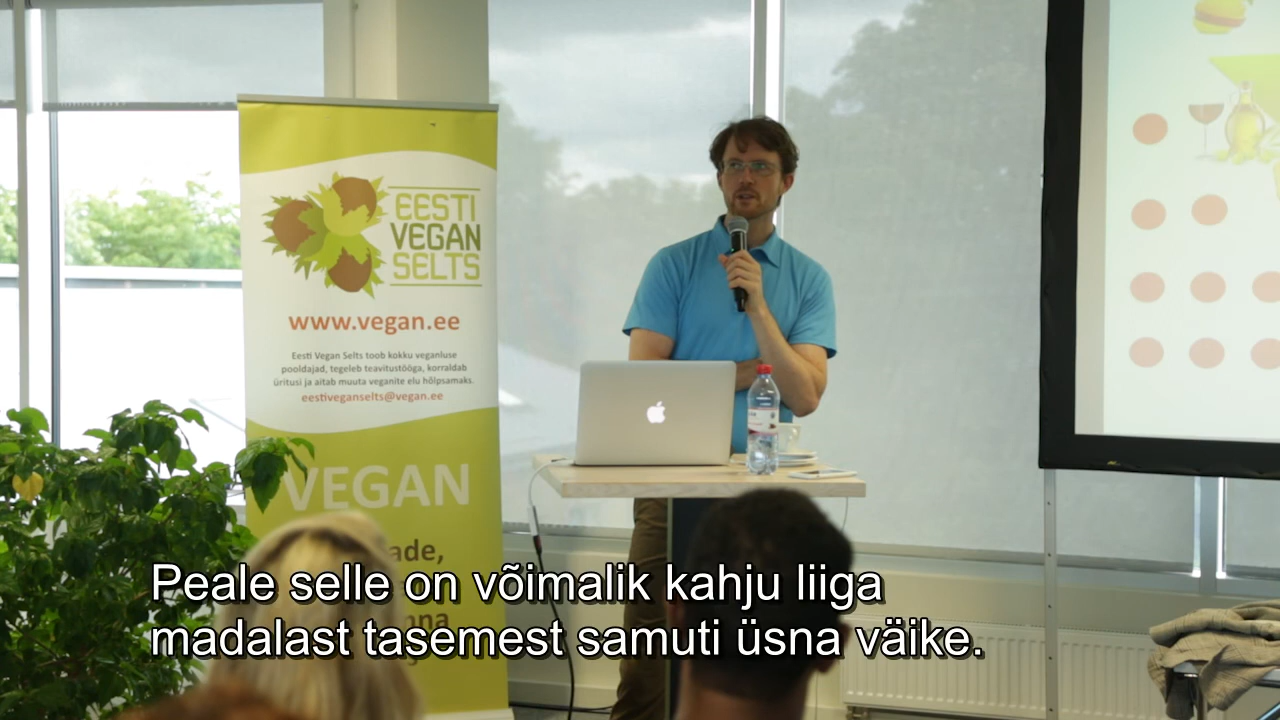 EESTI
VEGAN
SELTS
www.vegan.ee
Eesti Vegan Selts toob kokku veganluse
pooldajad, tegeleb teavitustööga, korraldab
üritusi ja aitab muuta veganite elu hõlpsamaks.
eestiveganselts@vegan.ee
VEGAN
Peale selle on võimalik kahju liiga
madalast tasemest samuti üsna väike.